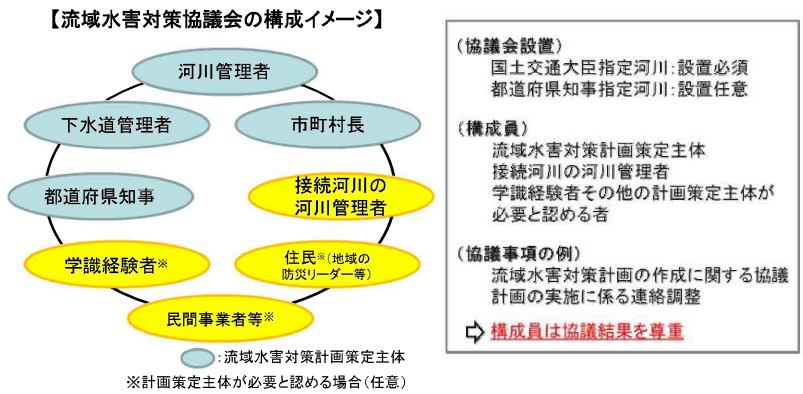 【流域水害対策協議会の構成イメージ】
河川管理者
下水道管理者
市町村長
都道府県知事
接続河川の
河川管理者
学識経験者※
住民※(地域の
防災リーダー等)
民間事業者等※
:流域水害対策計画策定主体
※計画策定主体が必要と認める場合(任意)
(協議会設置)
国土交通大臣指定河川:設置必須
都道府県知事指定河川:設置任意
(構成員)
流域水害対策計画策定主体
接続河川の河川管理者
学識経験者その他の計画策定主体が
必要と認める者
(協議事項の例)
流域水害対策計画の作成に関する協議
計画の実施に係る連絡調整
⇨ 構成員は協議結果を尊重